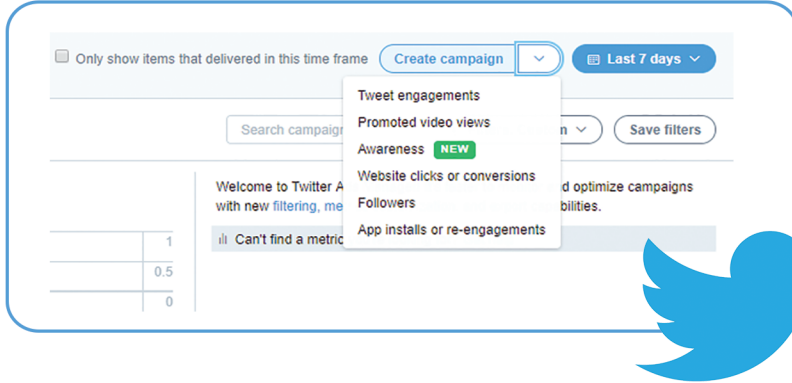 Only show items that delivered in this time frame
Create campaign
Last 7 days
Tweet engagements
Promoted video views
Awareness NEW
Website clicks or conversions
Followers
App installs or re-engagements
Search
Save filters
Welcome to Twitter
optimize campaigns
with new filtering,
Can't find a metric
1
0.5
0